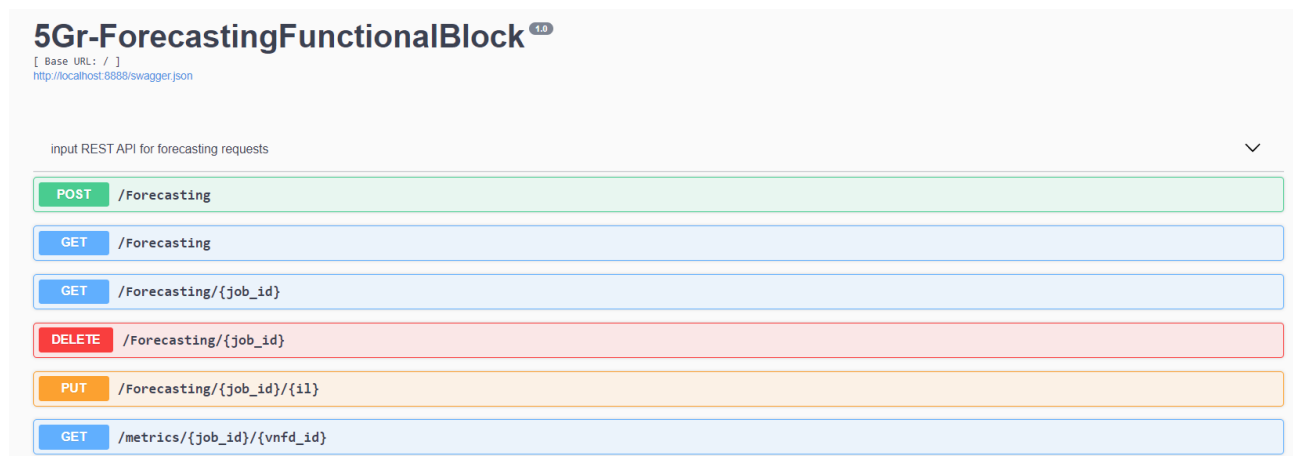 5Gr-ForecastingFunctionalBlock 1.0
[ Base URL: / ]
http://localhost:8888/swagger.json
input REST API for forecasting requests
POST /Forecasting
GET /Forecasting
GET /Forecasting/{job_id}
DELETE /Forecasting/{job_id}
PUT /Forecasting/{job_id}/{il}
GET /metrics/{job_id}/{vnfd_id}